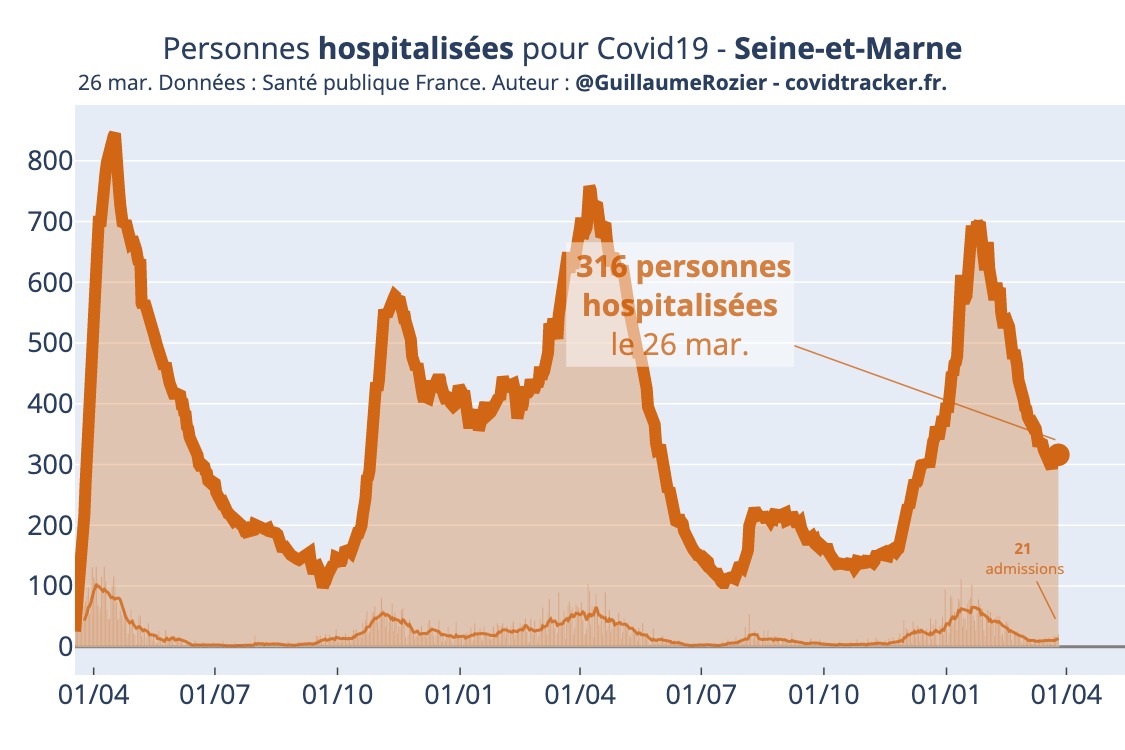 Personnes hospitalisées pour Covid19 - Seine-et-Marne
26 mar. Données : Santé publique France. Auteur : @GuillaumeRozier - covidtracker.fr.
800
700
600
500
400
300
200
100
0
316 personnes
hospitalisées
le 26 mar.
21
admissions
01/04 01/07 01/10 01/01 01/04 01/07 01/10 01/01 01/04